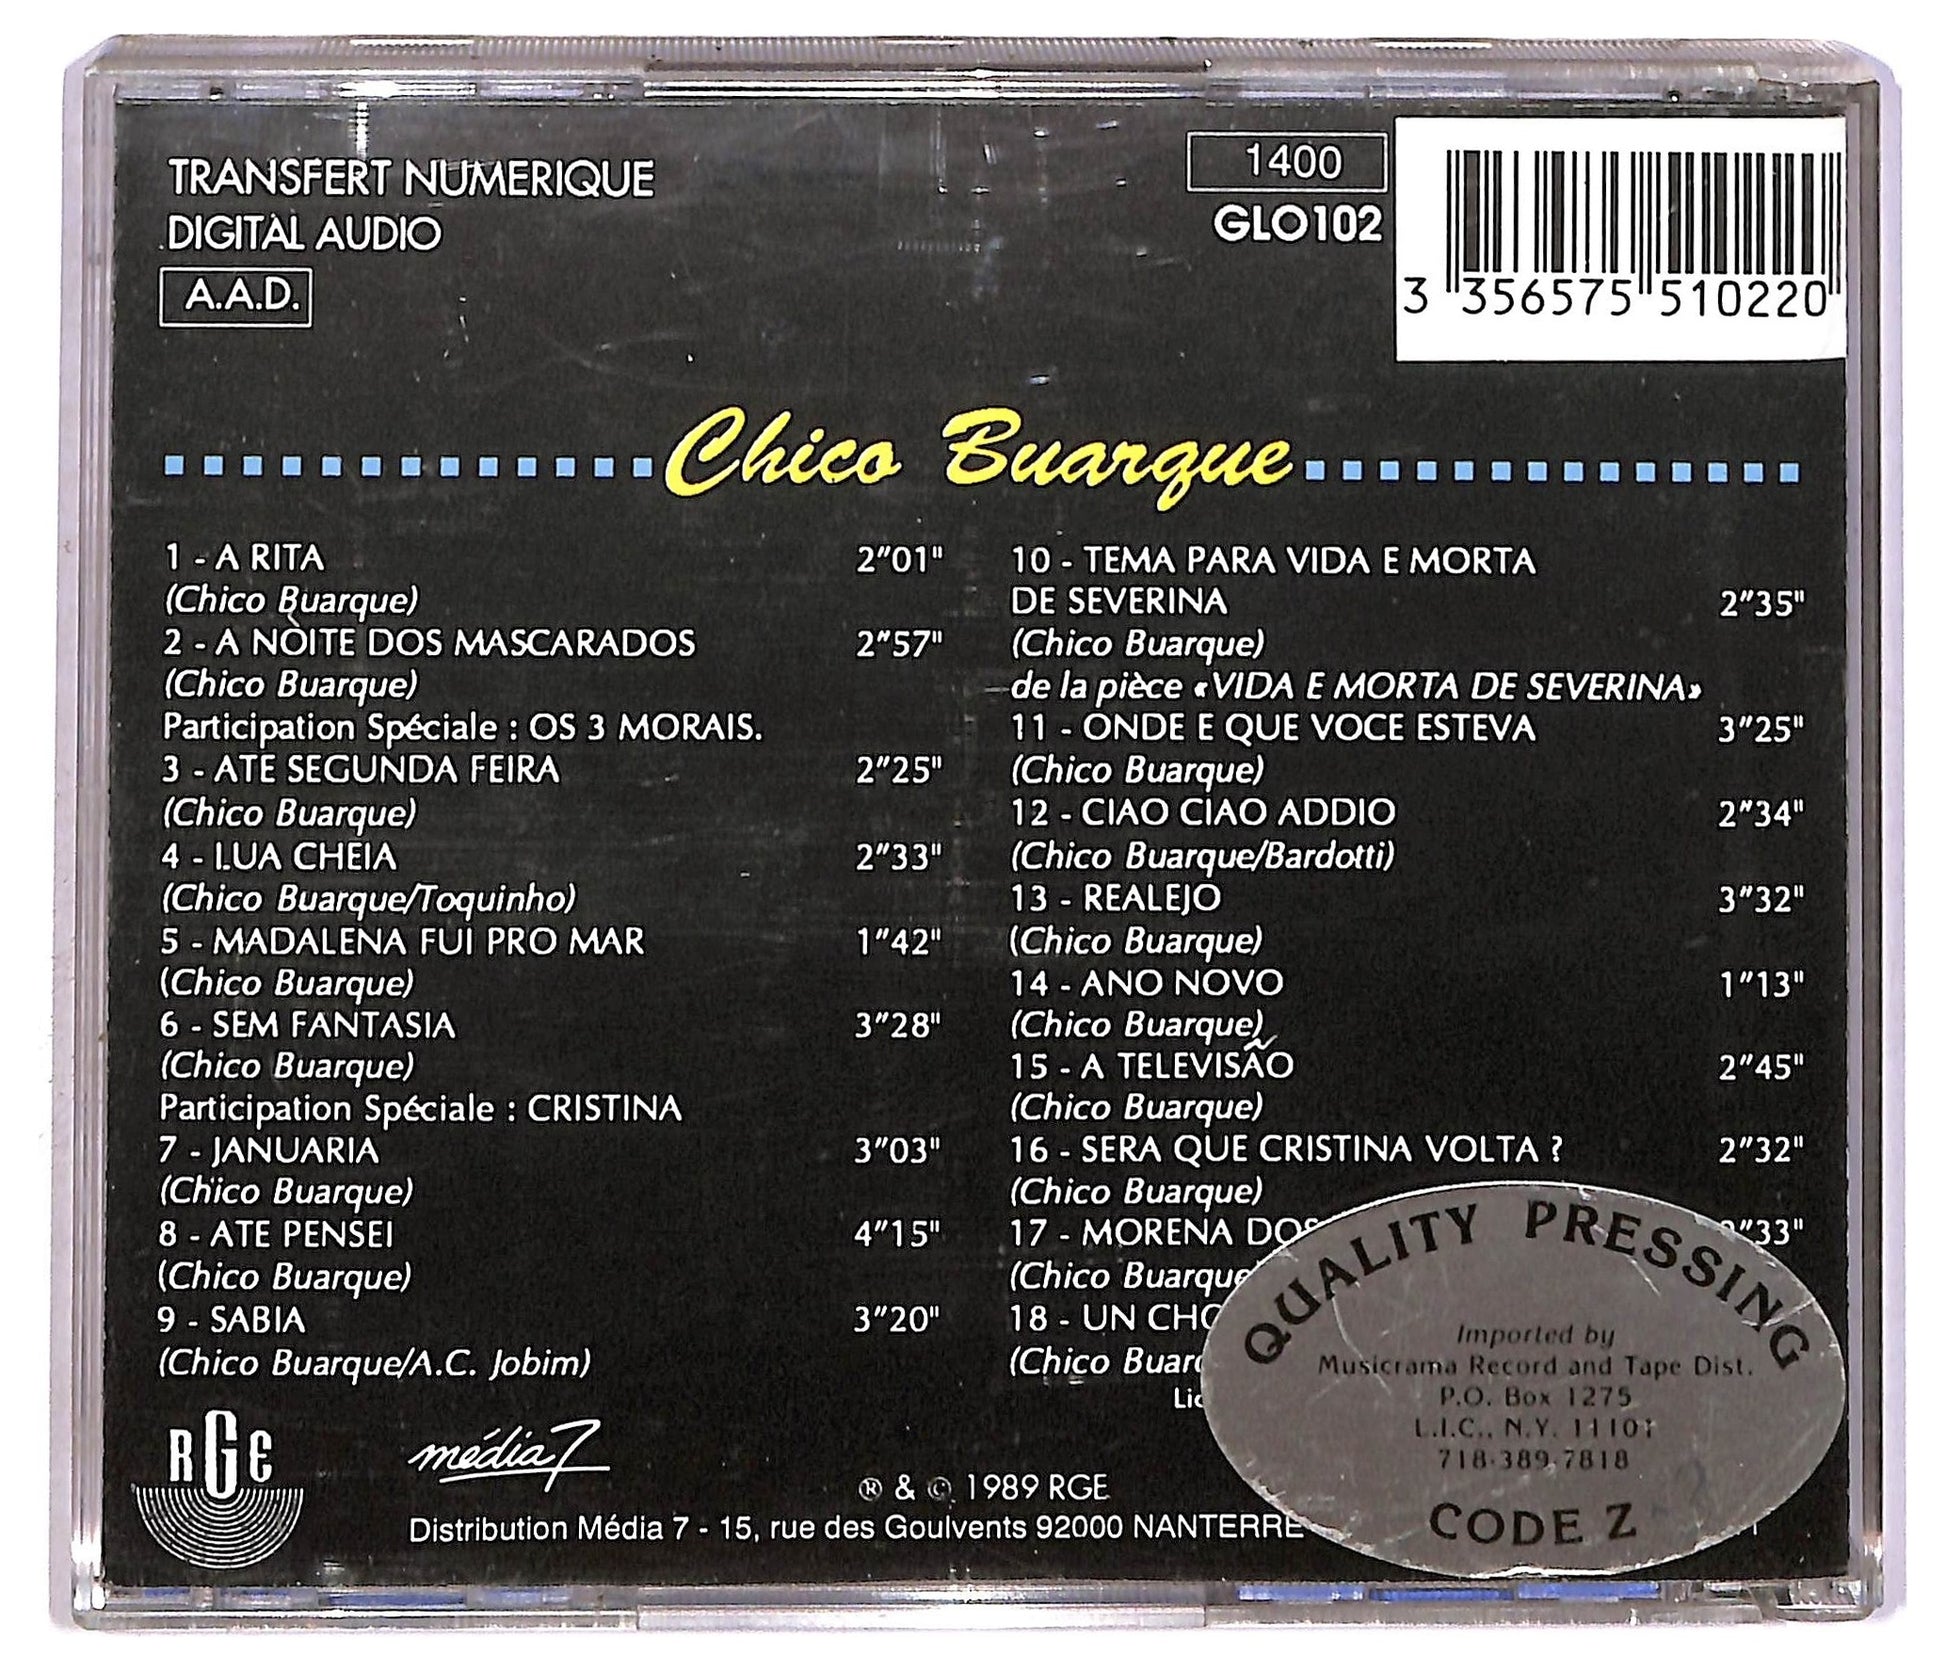 TRANSFERT NUMERIQUE
DIGITAL AUDIO
A.A.D.
1400
GLO102
3 356575 510220
Chico Buarque
1 - A RITA 2"01"
(Chico Buarque)
2 - A NOITE DOS MASCARADOS 2"57"
(Chico Buarque)
Participation Spéciale : OS 3 MORAIS.
3 - ATE SEGUNDA FEIRA 2"25"
(Chico Buarque)
4 - LUA CHEIA 2"33"
(Chico Buarque/Toquinho)
5 - MADALENA FUI PRO MAR 1"42"
(Chico Buarque)
6 - SEM FANTASIA 3"28"
(Chico Buarque)
Participation Spéciale : CRISTINA
7 - JANUARIA 3"03"
(Chico Buarque)
8 - ATE PENSEI 4"15"
(Chico Buarque)
9 - SABIA 3"20"
(Chico Buarque/A.C. Jobim)
10 - TEMA PARA VIDA E MORTA
DE SEVERINA 2"35"
(Chico Buarque)
de la pièce «VIDA E MORTA DE SEVERINA»
11 - ONDE E QUE VOCE ESTEVA 3"25"
(Chico Buarque)
12 - CIAO CIAO ADDIO 2"34"
(Chico Buarque/Bardotti)
13 - REALEJO 3"32"
(Chico Buarque)
14 - ANO NOVO 1"13"
(Chico Buarque)
15 - A TELEVISÃO 2"45"
(Chico Buarque)
16 - SERA QUE CRISTINA VOLTA ? 2"32"
(Chico Buarque)
17 - MORENA DOS
(Chico Buarque
18 - UN
(Chico
RGE
média 7
℗ & © 1989 RGE
Distribution Média 7 - 15, rue des Goulvents 92000 NANTERRE
QUALITY PRESSING
Imported by
Musicrama Record and Tape Dist.
P.O. Box 1275
L.I.C., N.Y. 11101
718-389-7818
CODE Z